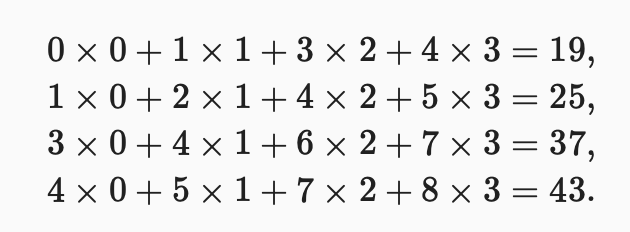 0 × 0 + 1 × 1 + 3 × 2 + 4 × 3 = 19,
1 × 0 + 2 × 1 + 4 × 2 + 5 × 3 = 25,
3 × 0 + 4 × 1 + 6 × 2 + 7 × 3 = 37,
4 × 0 + 5 × 1 + 7 × 2 + 8 × 3 = 43.